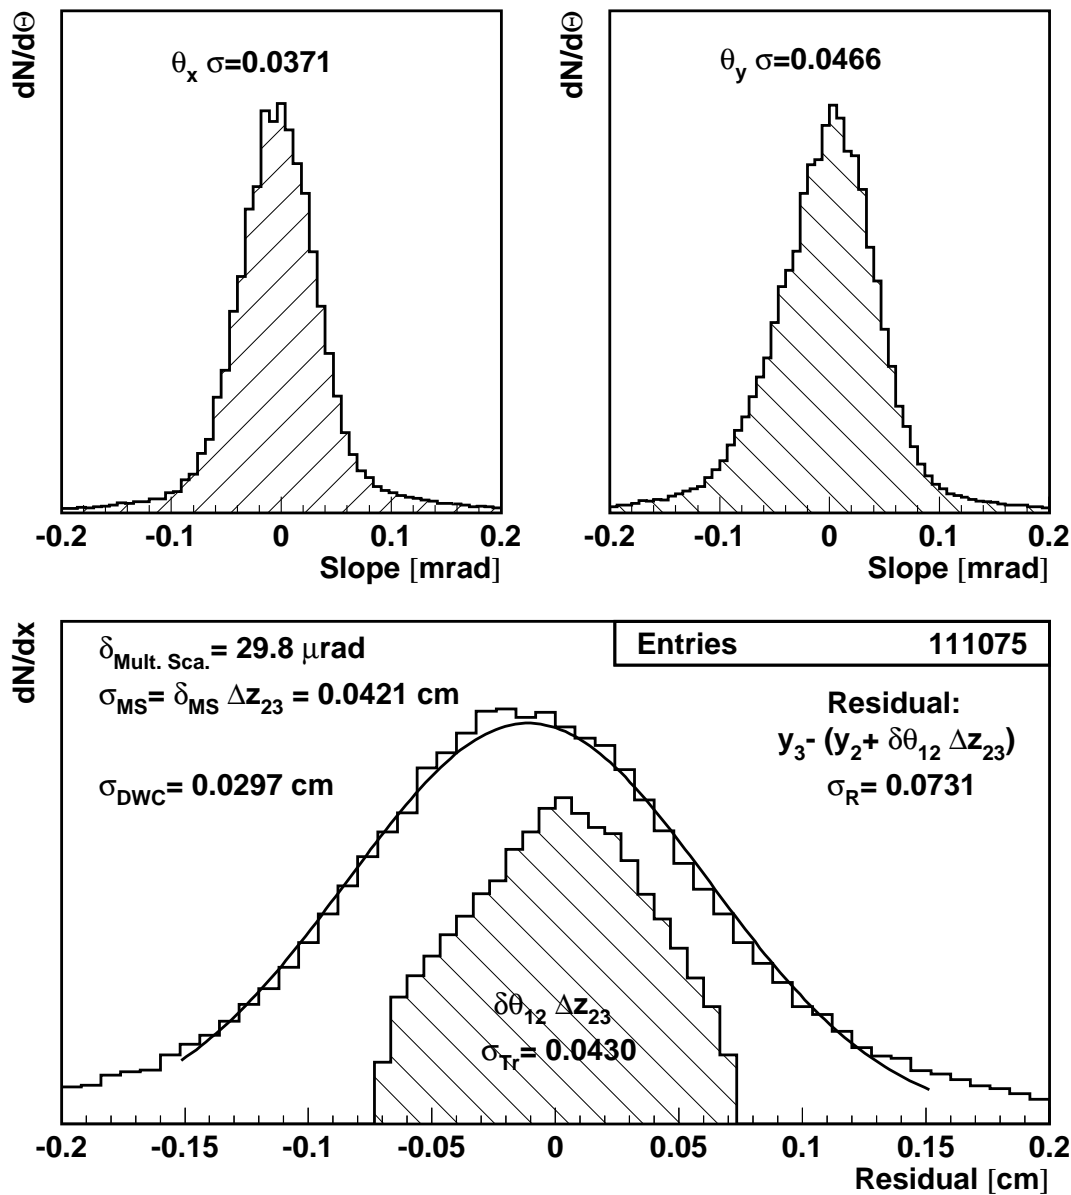 dN/dΘ
θx σ=0.0371
-0.2 -0.1 0 0.1 0.2
Slope [mrad]
dN/dΘ
θy σ=0.0466
-0.2 -0.1 0 0.1 0.2
Slope [mrad]
dN/dx
δMult. Sca.= 29.8 μrad
σMS= δMS Δz23 = 0.0421 cm
σDWC= 0.0297 cm
Entries 111075
Residual:
y3- (y2+ δθ12 Δz23)
σR= 0.0731
δθ12 Δz23
σTr= 0.0430
-0.2 -0.15 -0.1 -0.05 0 0.05 0.1 0.15 0.2
Residual [cm]